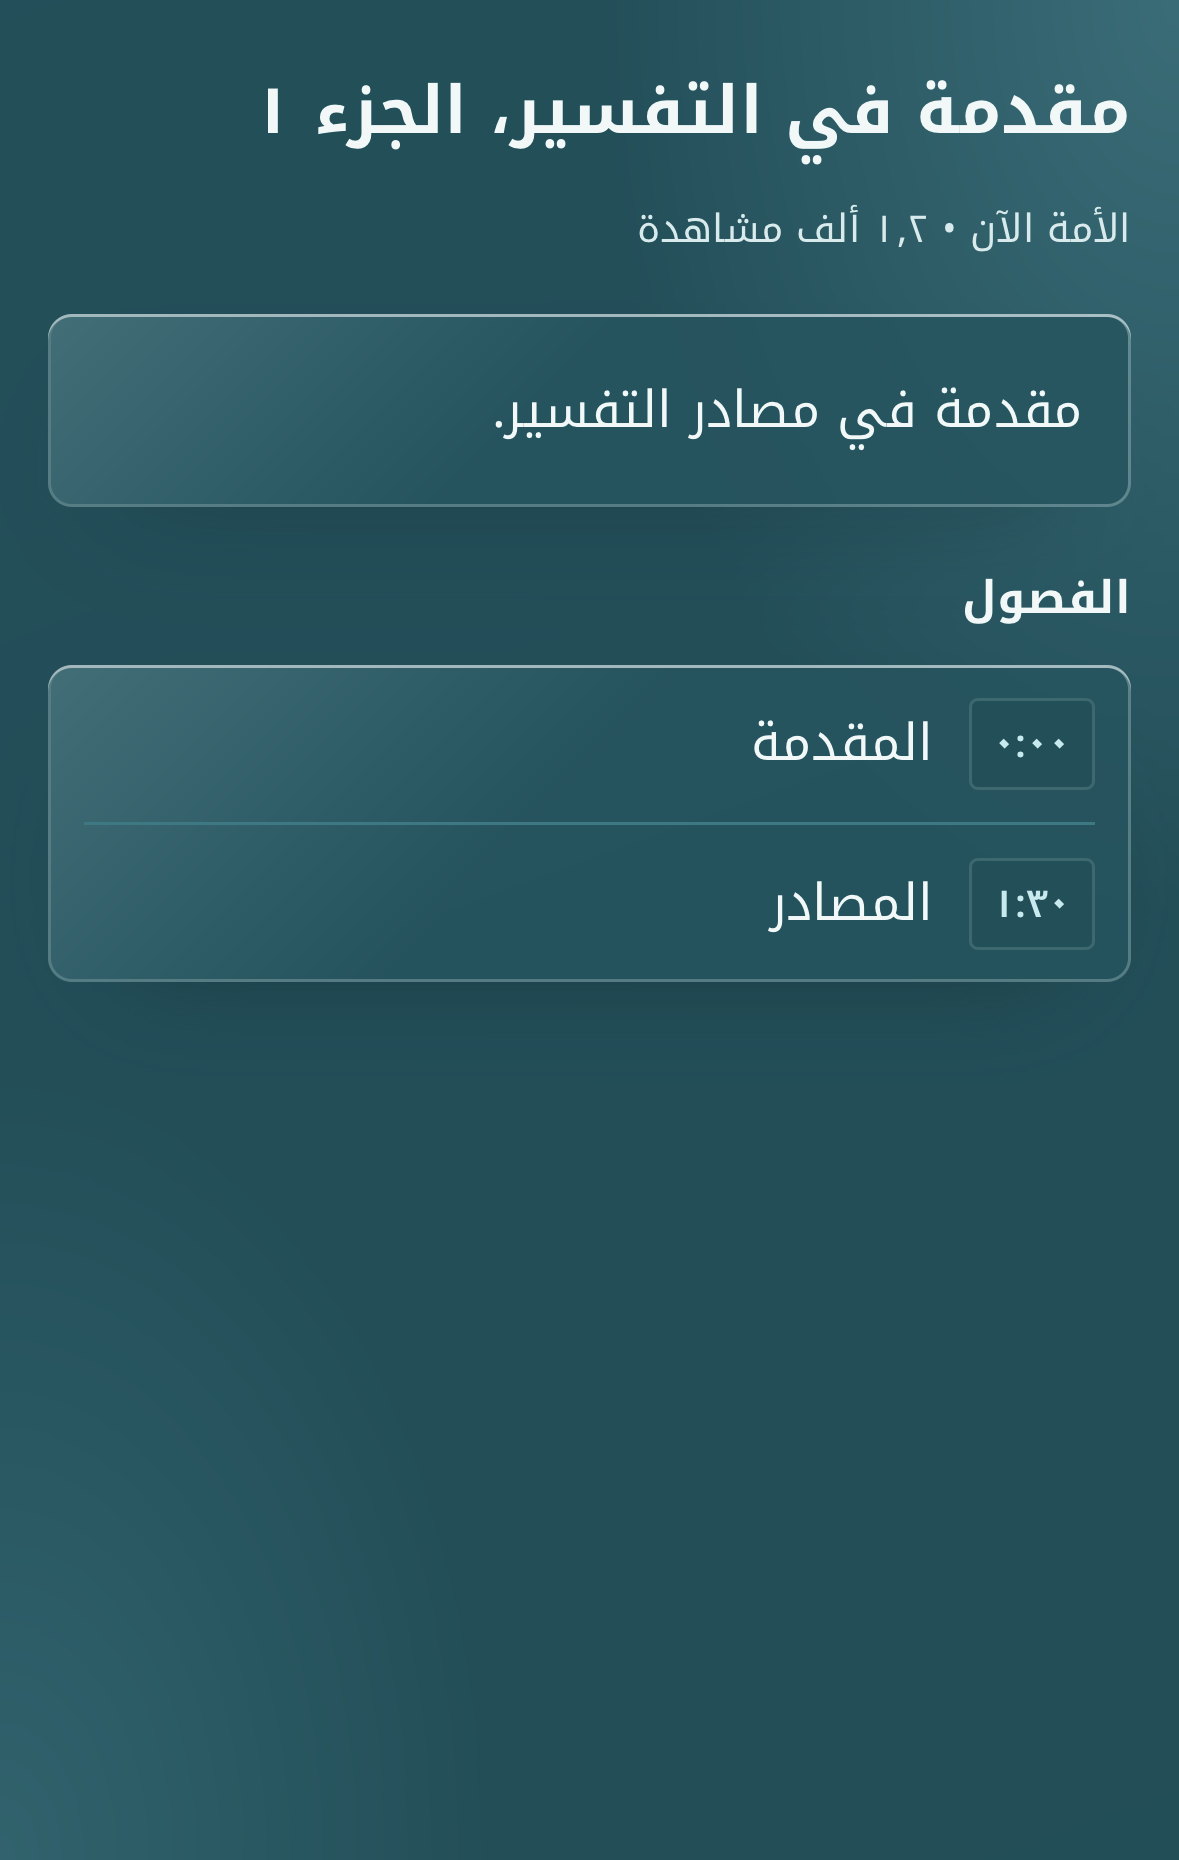 مقدمة في التفسير، الجزء ١
الأمة الآن • ١,٢ ألف مشاهدة
مقدمة في مصادر التفسير.
الفصول
٠:٠٠ المقدمة
١:٣٠ المصادر